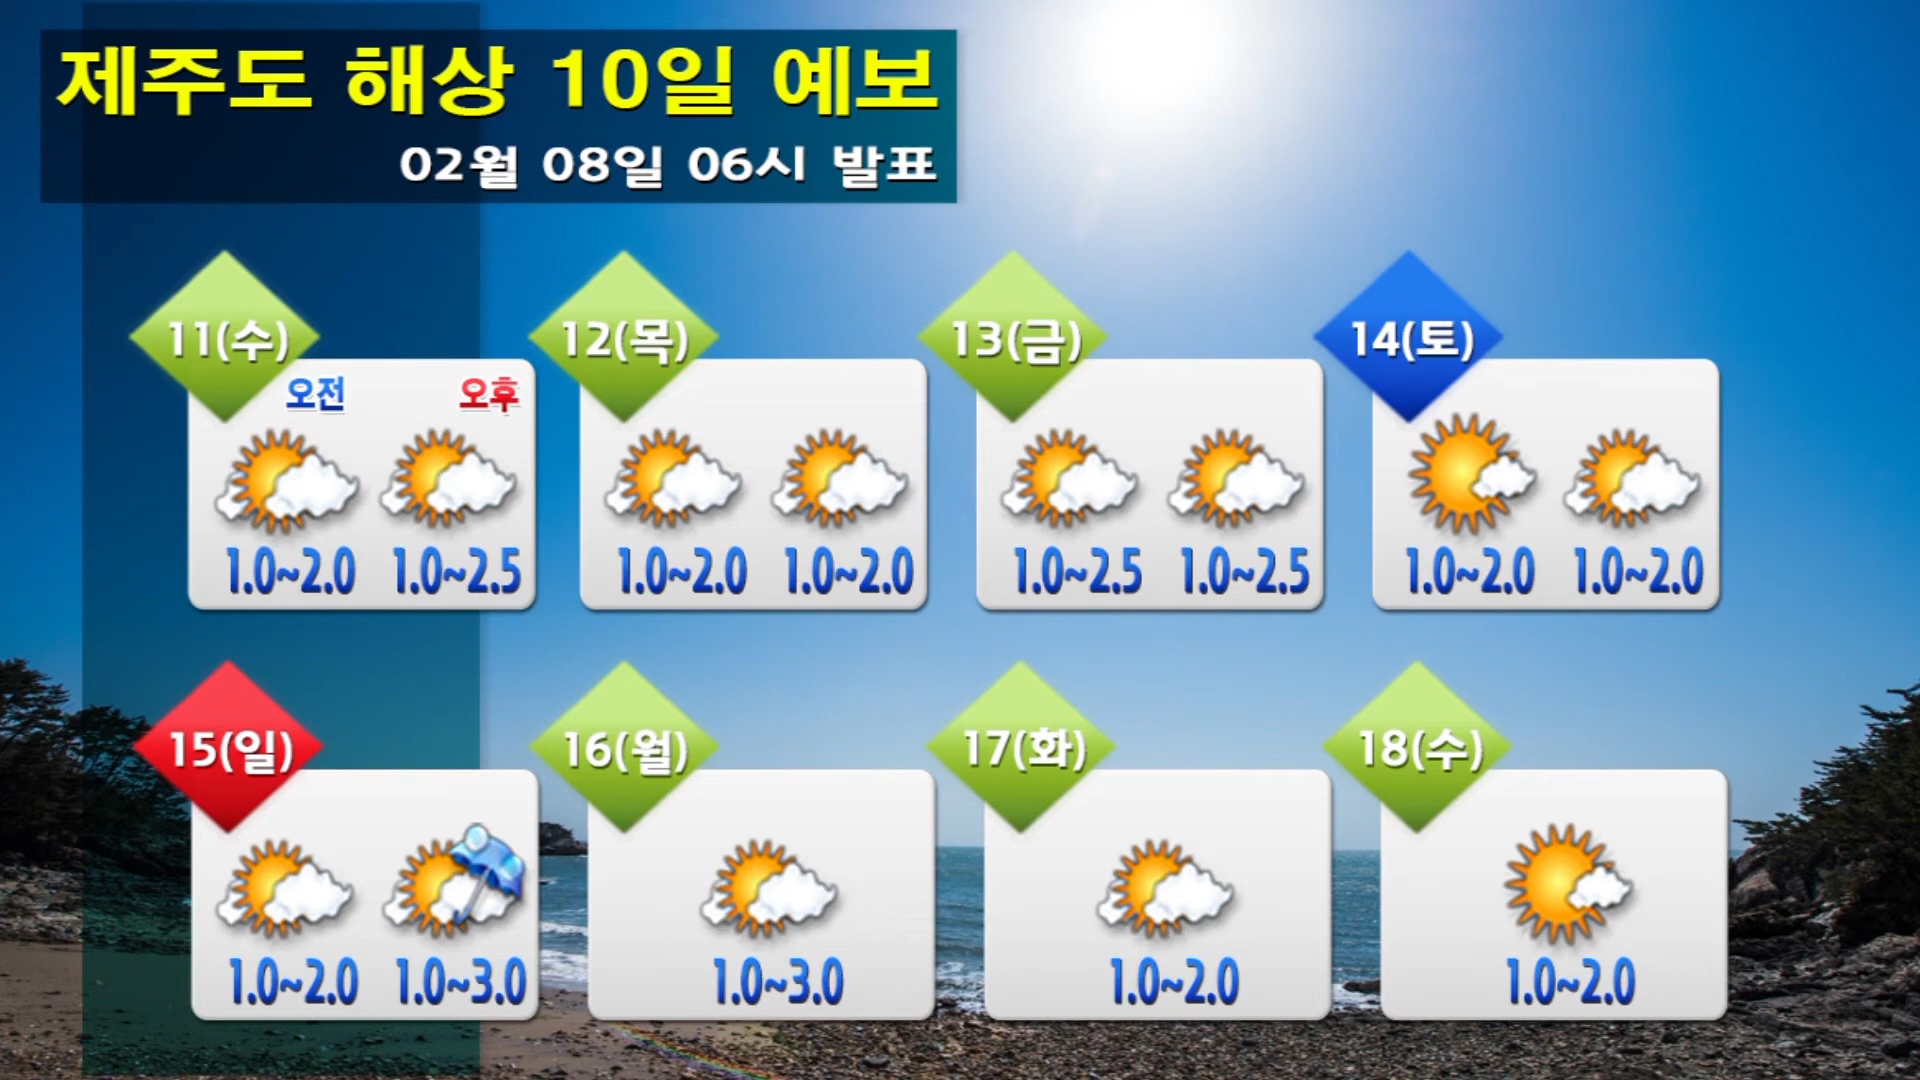 제주도 해상 10일 예보
02월 08일 06시 발표
11(수)
오전 오후
1.0~2.0 1.0~2.5
12(목)
1.0~2.0 1.0~2.0
13(금)
1.0~2.5 1.0~2.5
14(토)
1.0~2.0 1.0~2.0
15(일)
1.0~2.0 1.0~3.0
16(월)
1.0~3.0
17(화)
1.0~2.0
18(수)
1.0~2.0